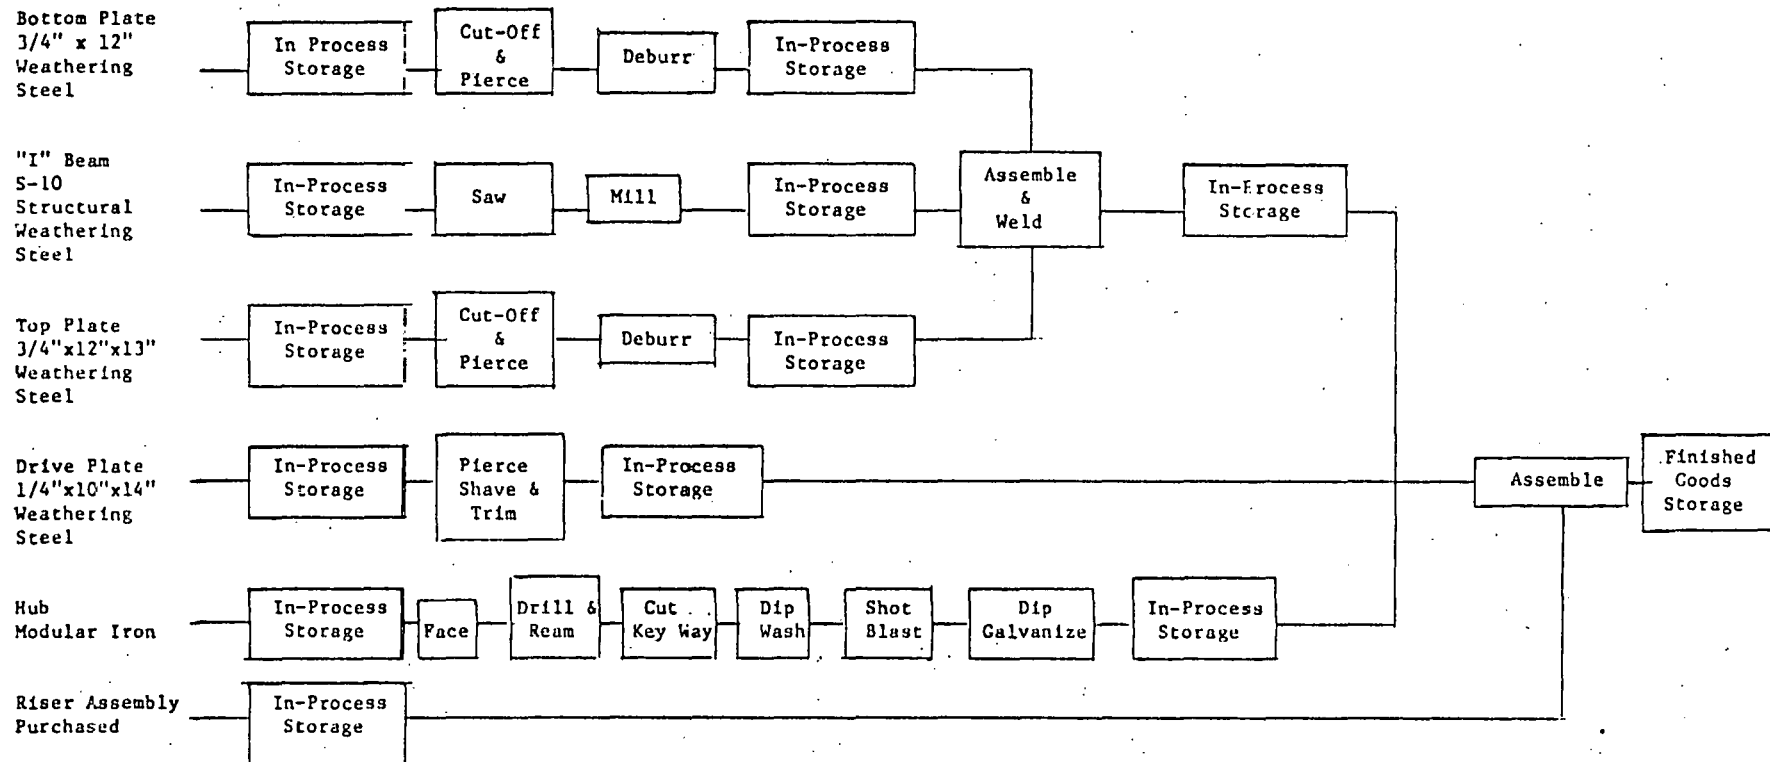 Bottom Plate
3/4" x 12"
Weathering
Steel
In Process
Storage
Cut-Off
&
Pierce
Deburr
In-Process
Storage
"I" Beam
S-10
Structural
Weathering
Steel
In-Process
Storage
Saw
Mill
In-Process
Storage
Assemble
&
Weld
In-Process
Storage
Top Plate
3/4"x12"x13"
Weathering
Steel
In-Process
Storage
Cut-Off
&
Pierce
Deburr
In-Process
Storage
Drive Plate
1/4"x10"x14"
Weathering
Steel
In-Process
Storage
Pierce
Shave &
Trim
In-Process
Storage
Assemble
Finished
Goods
Storage
Hub
Modular Iron
In-Process
Storage
Face
Drill &
Ream
Cut
Key Way
Dip
Wash
Shot
Blast
Dip
Galvanize
In-Process
Storage
Riser Assembly
Purchased
In-Process
Storage